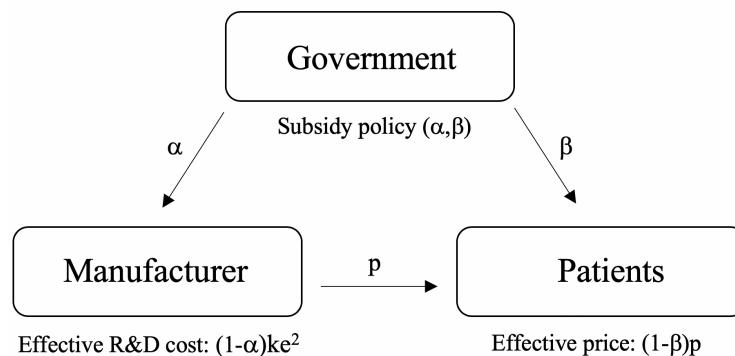 Government
Subsidy policy (α,β)
α
β
Manufacturer
p
Patients
Effective R&D cost: (1-α)ke²
Effective price: (1-β)p